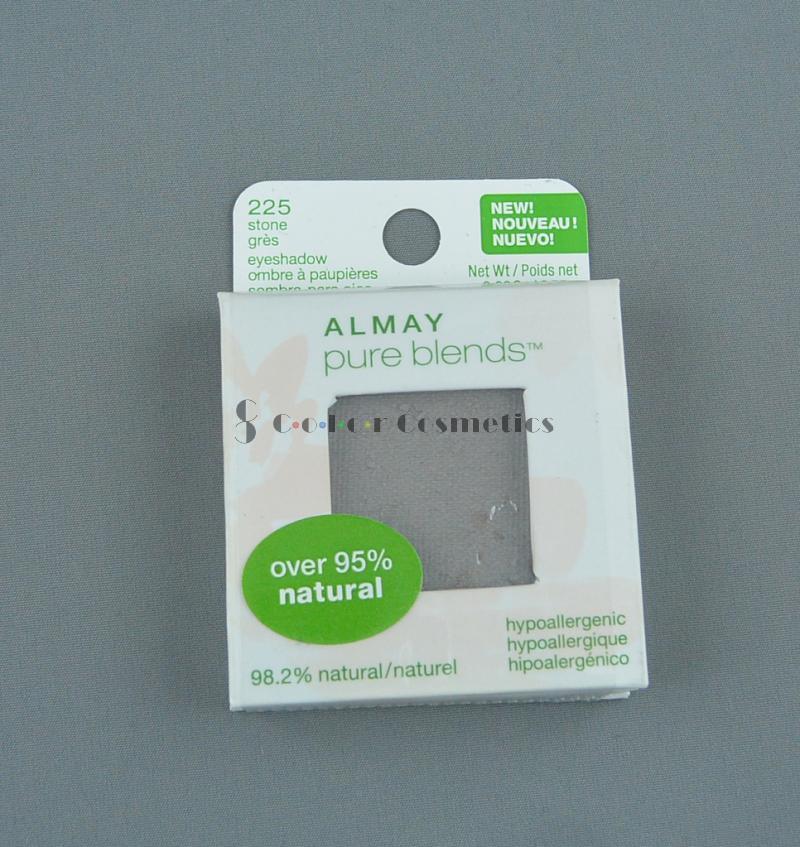 225
stone
grès
eyeshadow
ombre à paupières
NEW!
NOUVEAU!
NUEVO!
Net Wt / Poids net
ALMAY
pure blends™
Color Cosmetics
over 95%
natural
98.2% natural/naturel
hypoallergenic
hypoallergique
hipoalergénico